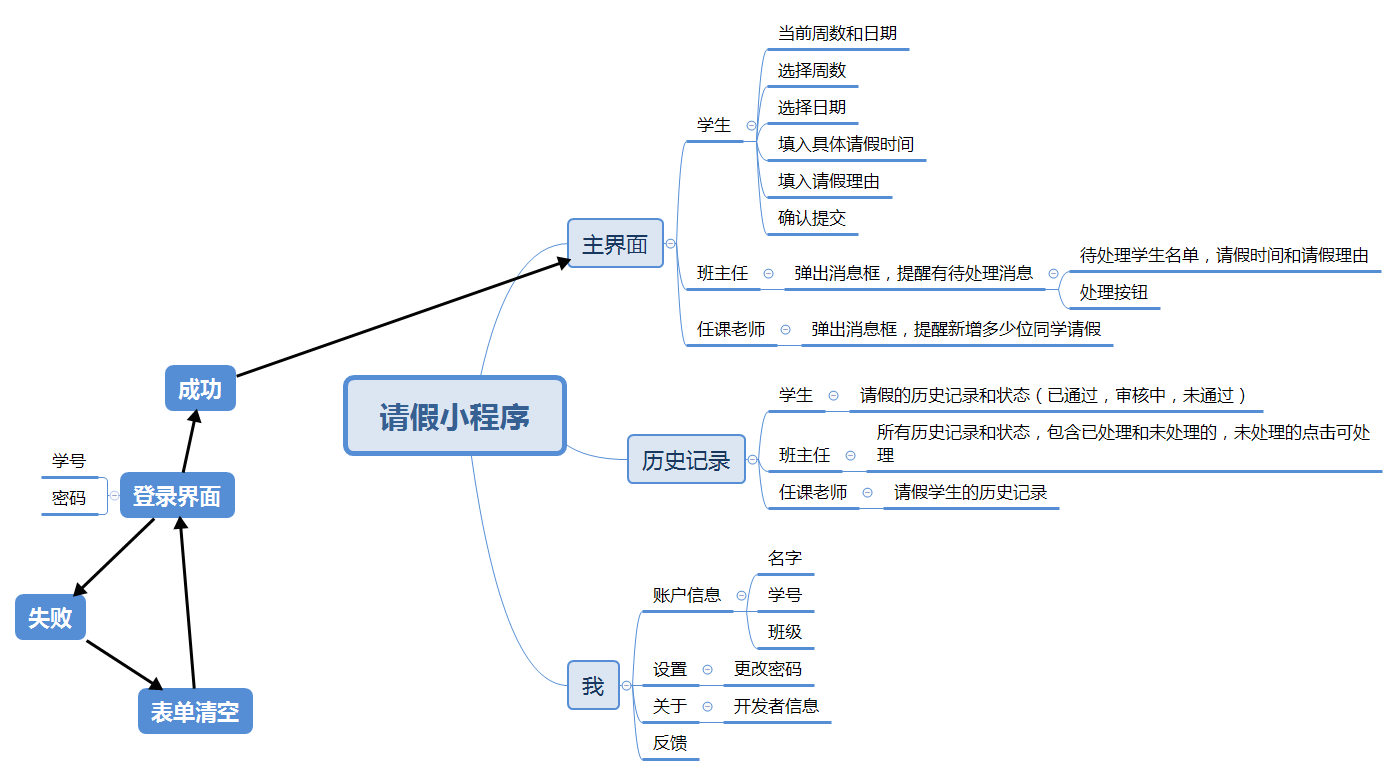 请假小程序
主界面
学生
当前周数和日期
选择周数
选择日期
填入具体请假时间
填入请假理由
确认提交
班主任
弹出消息框，提醒有待处理消息
待处理学生名单，请假时间和请假理由
处理按钮
任课老师
弹出消息框，提醒新增多少位同学请假
历史记录
学生
请假的历史记录和状态（已通过，审核中，未通过）
班主任
所有历史记录和状态，包含已处理和未处理的，未处理的点击可处
理
任课老师
请假学生的历史记录
我
账户信息
名字
学号
班级
设置
更改密码
关于
开发者信息
反馈
成功
登录界面
学号
密码
失败
表单清空